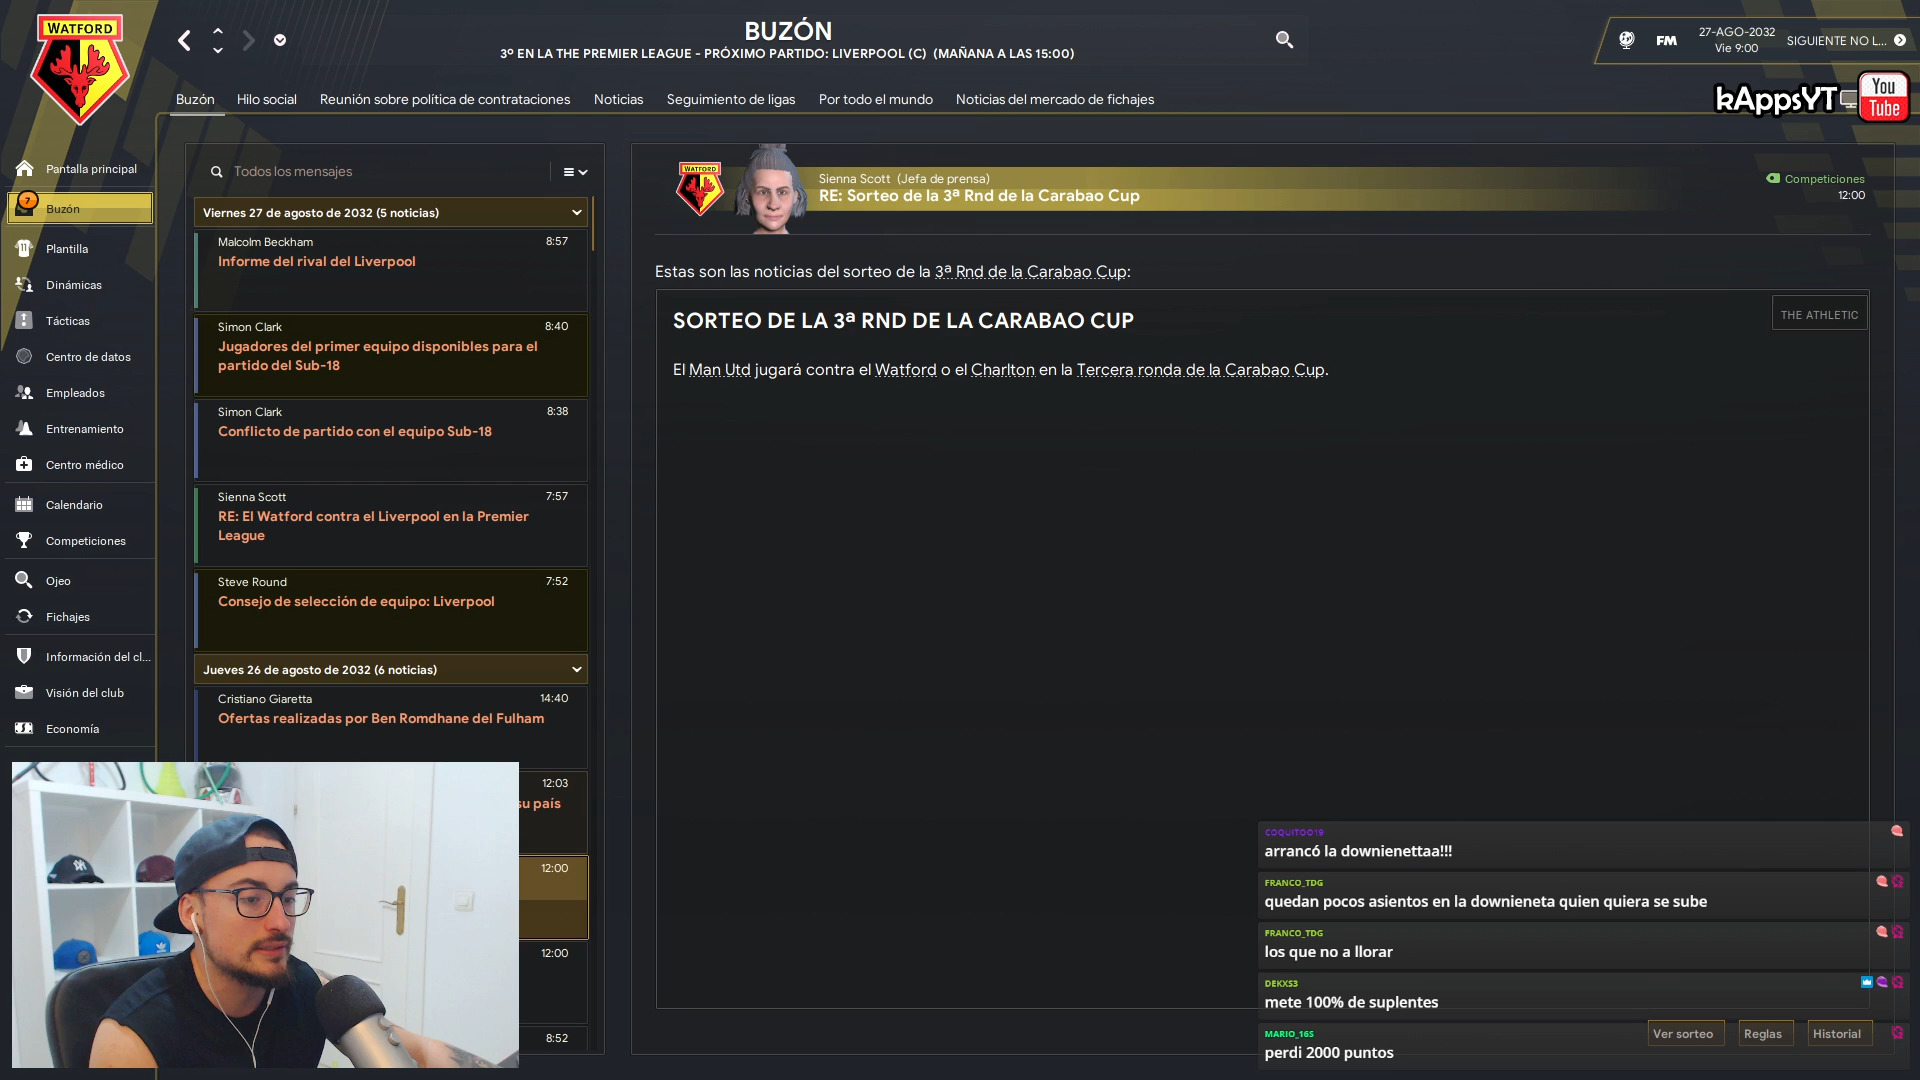 WATFORD
BUZÓN
3º EN LA THE PREMIER LEAGUE - PRÓXIMO PARTIDO: LIVERPOOL (C) (MAÑANA A LAS 15:00)
FM
27-AGO-2032
Vie 9:00
SIGUIENTE NO L...
kAppsYT
You
Tube
Buzón
Hilo social
Reunión sobre política de contrataciones
Noticias
Seguimiento de ligas
Por todo el mundo
Noticias del mercado de fichajes
Pantalla principal
7
Buzón
Plantilla
Dinámicas
Tácticas
Centro de datos
Empleados
Entrenamiento
Centro médico
Calendario
Competiciones
Ojeo
Fichajes
Información del cl...
Visión del club
Economía
Todos los mensajes
Viernes 27 de agosto de 2032 (5 noticias)
Malcolm Beckham
8:57
Informe del rival del Liverpool
Simon Clark
8:40
Jugadores del primer equipo disponibles para el
partido del Sub-18
Simon Clark
8:38
Conflicto de partido con el equipo Sub-18
Sienna Scott
7:57
RE: El Watford contra el Liverpool en la Premier
League
Steve Round
7:52
Consejo de selección de equipo: Liverpool
Jueves 26 de agosto de 2032 (6 noticias)
Cristiano Giaretta
14:40
Ofertas realizadas por Ben Romdhane del Fulham
12:03
su país
12:00
12:00
8:52
WATFORD
Sienna Scott (Jefa de prensa)
RE: Sorteo de la 3ª Rnd de la Carabao Cup
Competiciones
12:00
Estas son las noticias del sorteo de la 3ª Rnd de la Carabao Cup:
SORTEO DE LA 3ª RND DE LA CARABAO CUP
THE ATHLETIC
El Man Utd jugará contra el Watford o el Charlton en la Tercera ronda de la Carabao Cup.
COQUITOO19
arrancó la downienettaa!!!
FRANCO_TDG
quedan pocos asientos en la downieneta quien quiera se sube
FRANCO_TDG
los que no a llorar
DEKXS3
mete 100% de suplentes
MARIO_16S
perdi 2000 puntos
Ver sorteo
Reglas
Historial